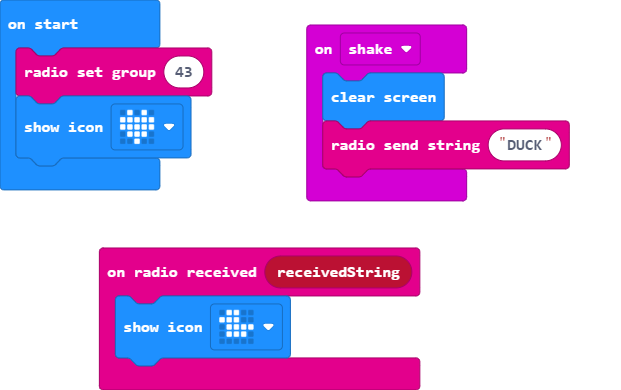 on start
radio set group 43
show icon
on shake
clear screen
radio send string "DUCK"
on radio received receivedString
show icon